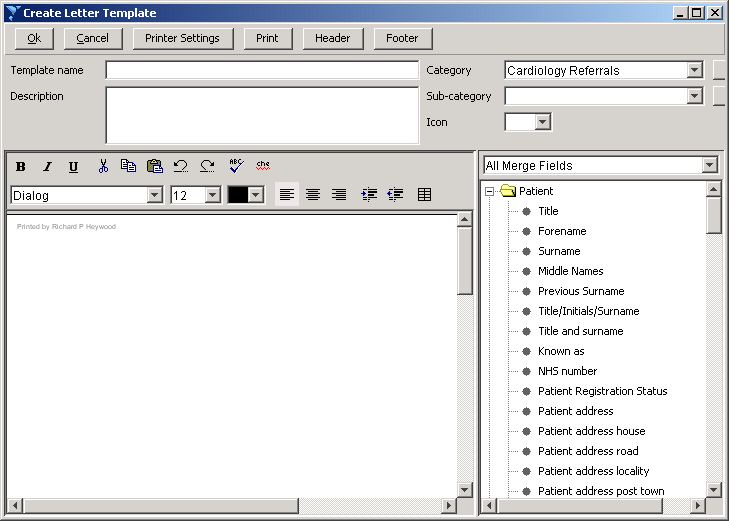 Create Letter Template
Ok Cancel Printer Settings Print Header Footer
Template name
Category Cardiology Referrals
Description
Sub-category
Icon
B I U ABC che
All Merge Fields
Dialog 12
Patient
Printed by Richard P Heywood
Title
Forename
Surname
Middle Names
Previous Surname
Title/Initials/Surname
Title and surname
Known as
NHS number
Patient Registration Status
Patient address
Patient address house
Patient address road
Patient address locality
Patient address post town